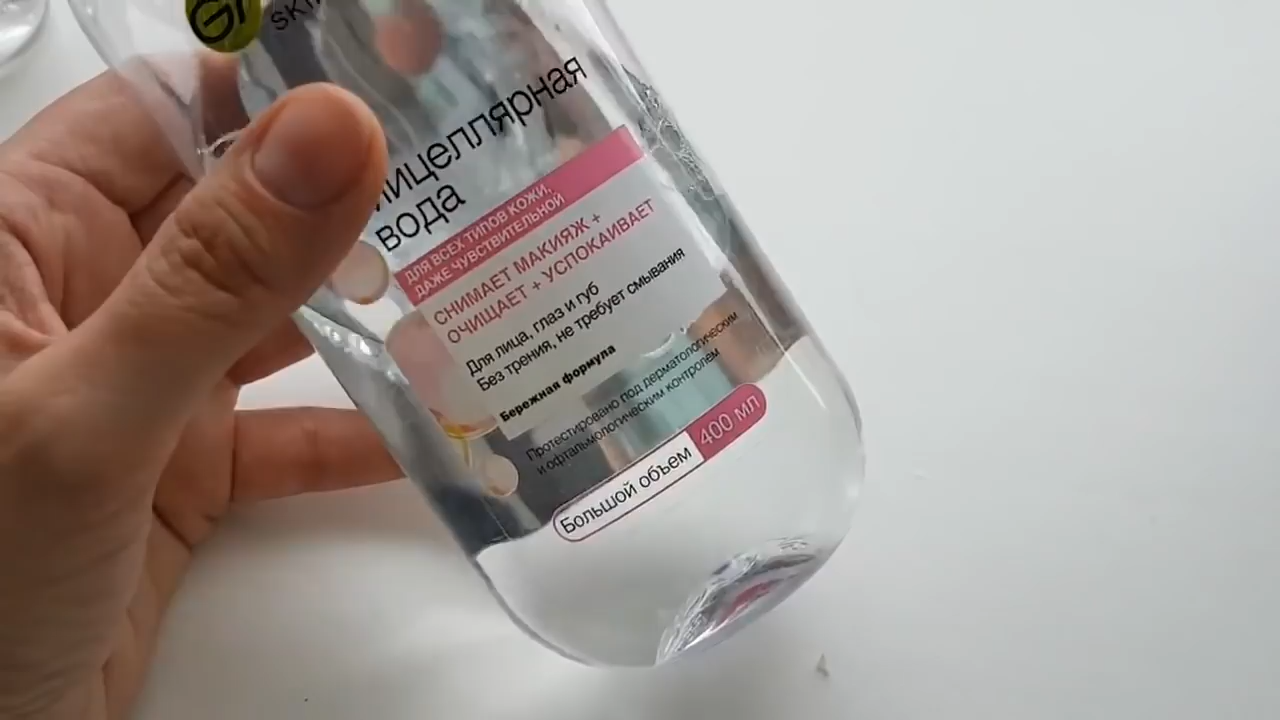 вода
ДЛЯ ВСЕХ ТИПОВ КОЖИ,
ДАЖЕ ЧУВСТВИТЕЛЬНОЙ
СНИМАЕТ МАКИЯЖ +
ОЧИЩАЕТ + УСПОКАИВАЕТ
Для лица, глаз и губ
Без трения, не требует смывания
Бережная формула
Протестировано под дерматологическим
и офтальмологическим контролем
Большой объем 400 мл